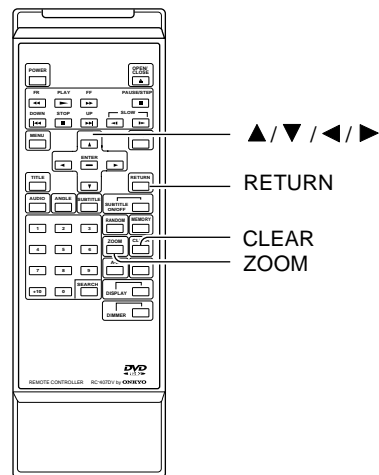 POWER
OPEN/
CLOSE
FR PLAY FF PAUSE/STEP
DOWN STOP UP SLOW
MENU
▲/▼ /◀/ ▶
ENTER
TITLE RETURN
RETURN
AUDIO ANGLE SUBTITLE
SUBTITLE
ON/OFF
RANDOM MEMORY
1 2 3
ZOOM
CLEAR
ZOOM
4 5 6
7 8 9
+10 0 SEARCH
DISPLAY
DIMMER
DVD
REMOTE CONTROLLER RC-407DV by ONKYO